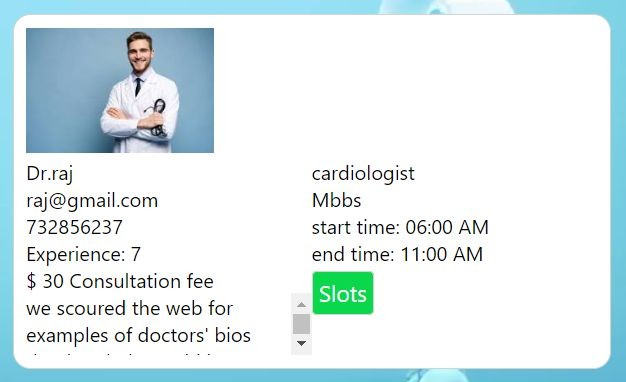 Dr.raj
raj@gmail.com
732856237
Experience: 7
$ 30 Consultation fee
we scoured the web for
examples of doctors' bios
cardiologist
Mbbs
start time: 06:00 AM
end time: 11:00 AM
Slots